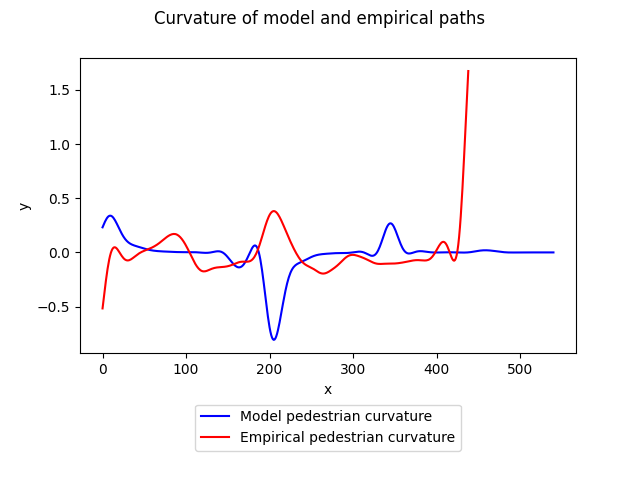 Curvature of model and empirical paths
1.5
1.0
0.5
0.0
−0.5
y
0 100 200 300 400 500
x
Model pedestrian curvature
Empirical pedestrian curvature